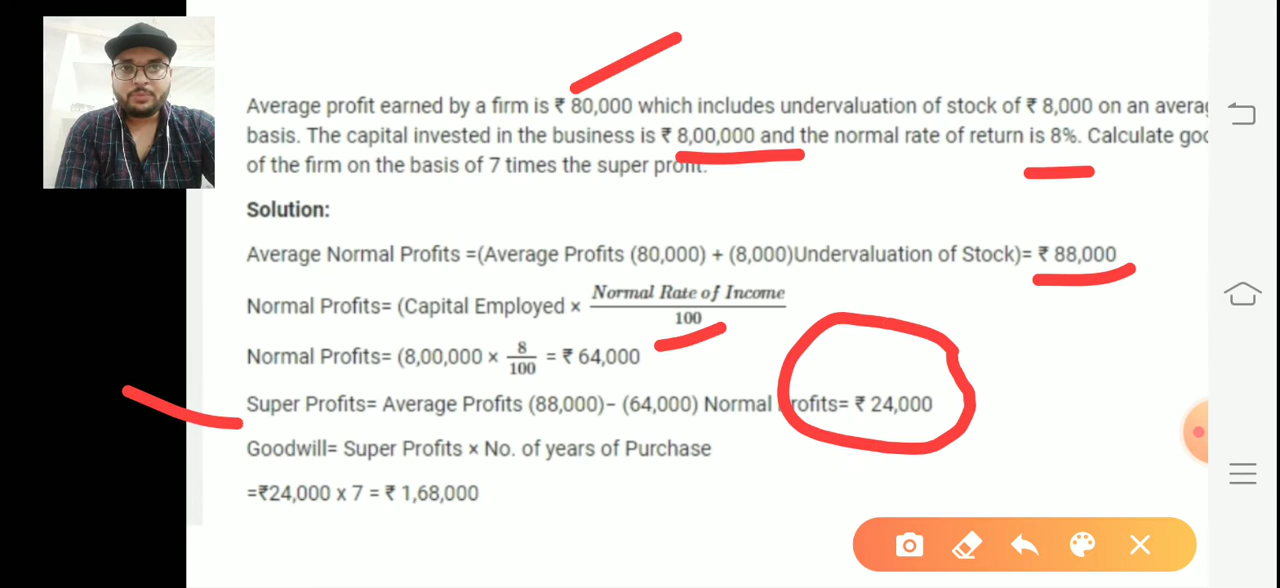 Average profit earned by a firm is ₹ 80,000 which includes undervaluation of stock of ₹ 8,000 on an
basis. The capital invested in the business is ₹ 8,00,000 and the normal rate of return is 8%. Calculate
of the firm on the basis of 7 times the super profit.
Solution:
Average Normal Profits =(Average Profits (80,000) + (8,000)Undervaluation of Stock)= ₹ 88,000
Normal Profits= (Capital Employed × Normal Rate of Income / 100
Normal Profits= (8,00,000 × 8/100 = ₹ 64,000
Super Profits= Average Profits (88,000)− (64,000) Normal Profits= ₹ 24,000
Goodwill= Super Profits × No. of years of Purchase
=₹24,000 x 7 = ₹ 1,68,000